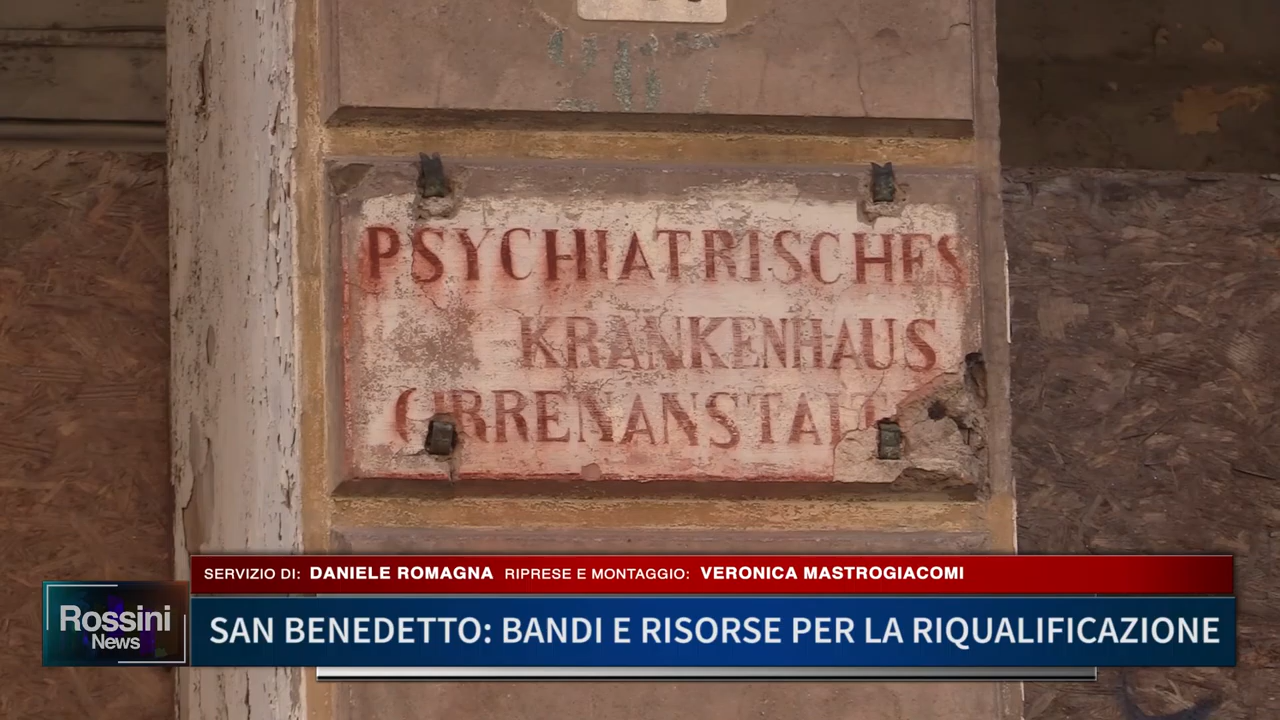 PSYCHIATRISCHES
KRANKENHAUS
(IRRENANSTALT
SERVIZIO DI: DANIELE ROMAGNA RIPRESE E MONTAGGIO: VERONICA MASTROGIACOMI
Rossini
News
SAN BENEDETTO: BANDI E RISORSE PER LA RIQUALIFICAZIONE